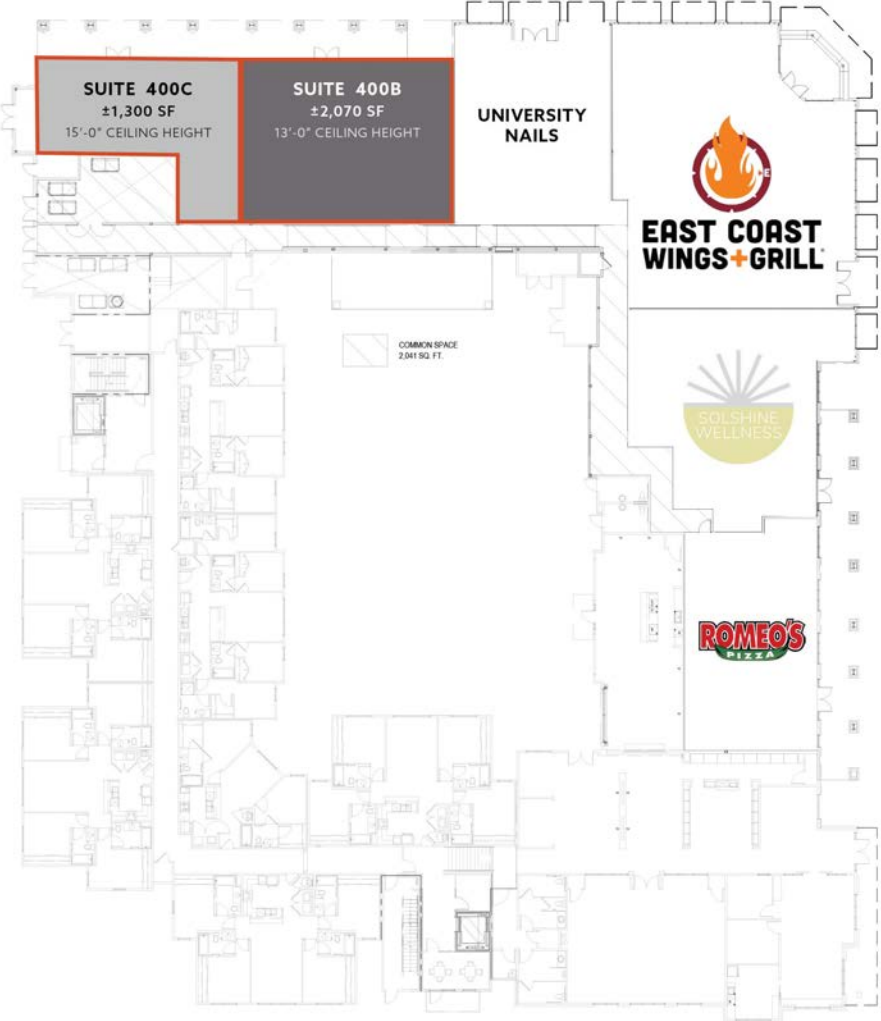 SUITE 400C
±1,300 SF
15'-0" CEILING HEIGHT
SUITE 400B
±2,070 SF
13'-0" CEILING HEIGHT
UNIVERSITY
NAILS
EAST COAST
WINGS+GRILL
COMMON SPACE
2,041 SQ. FT.
SOLSHINE
WELLNESS
ROMEO'S
PIZZA